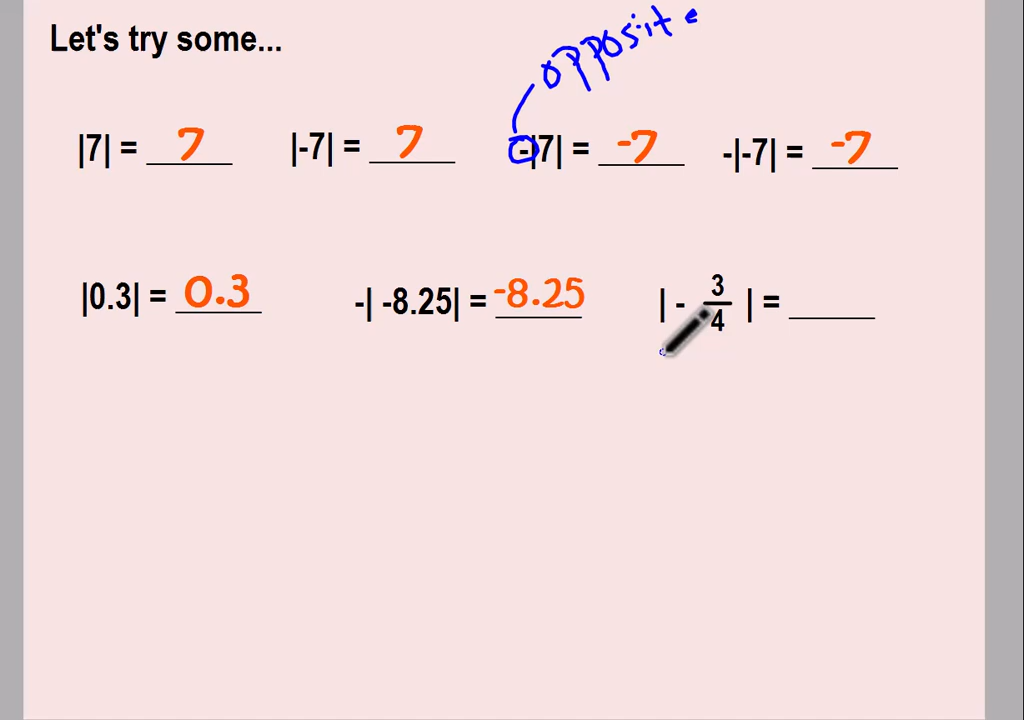 Let's try some...
opposite
|7| = 7 |-7| = 7 -|7| = -7 -|-7| = -7
|0.3| = 0.3 -| -8.25| = -8.25 | - 3/4 | = ______